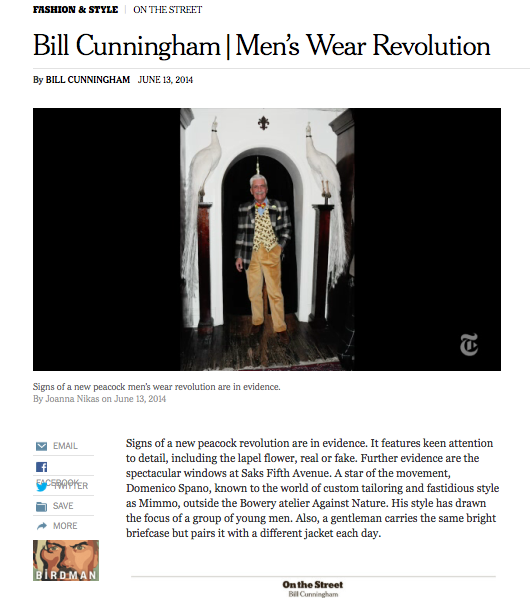 FASHION & STYLE | ON THE STREET
Bill Cunningham | Men's Wear Revolution
By BILL CUNNINGHAM JUNE 13, 2014
T
Signs of a new peacock men's wear revolution are in evidence.
By Joanna Nikas on June 13, 2014
EMAIL
FACEBOOK
TWITTER
SAVE
MORE
BIRDMAN
Signs of a new peacock revolution are in evidence. It features keen attention
to detail, including the lapel flower, real or fake. Further evidence are the
spectacular windows at Saks Fifth Avenue. A star of the movement,
Domenico Spano, known to the world of custom tailoring and fastidious style
as Mimmo, outside the Bowery atelier Against Nature. His style has drawn
the focus of a group of young men. Also, a gentleman carries the same bright
briefcase but pairs it with a different jacket each day.
On the Street
Bill Cunningham